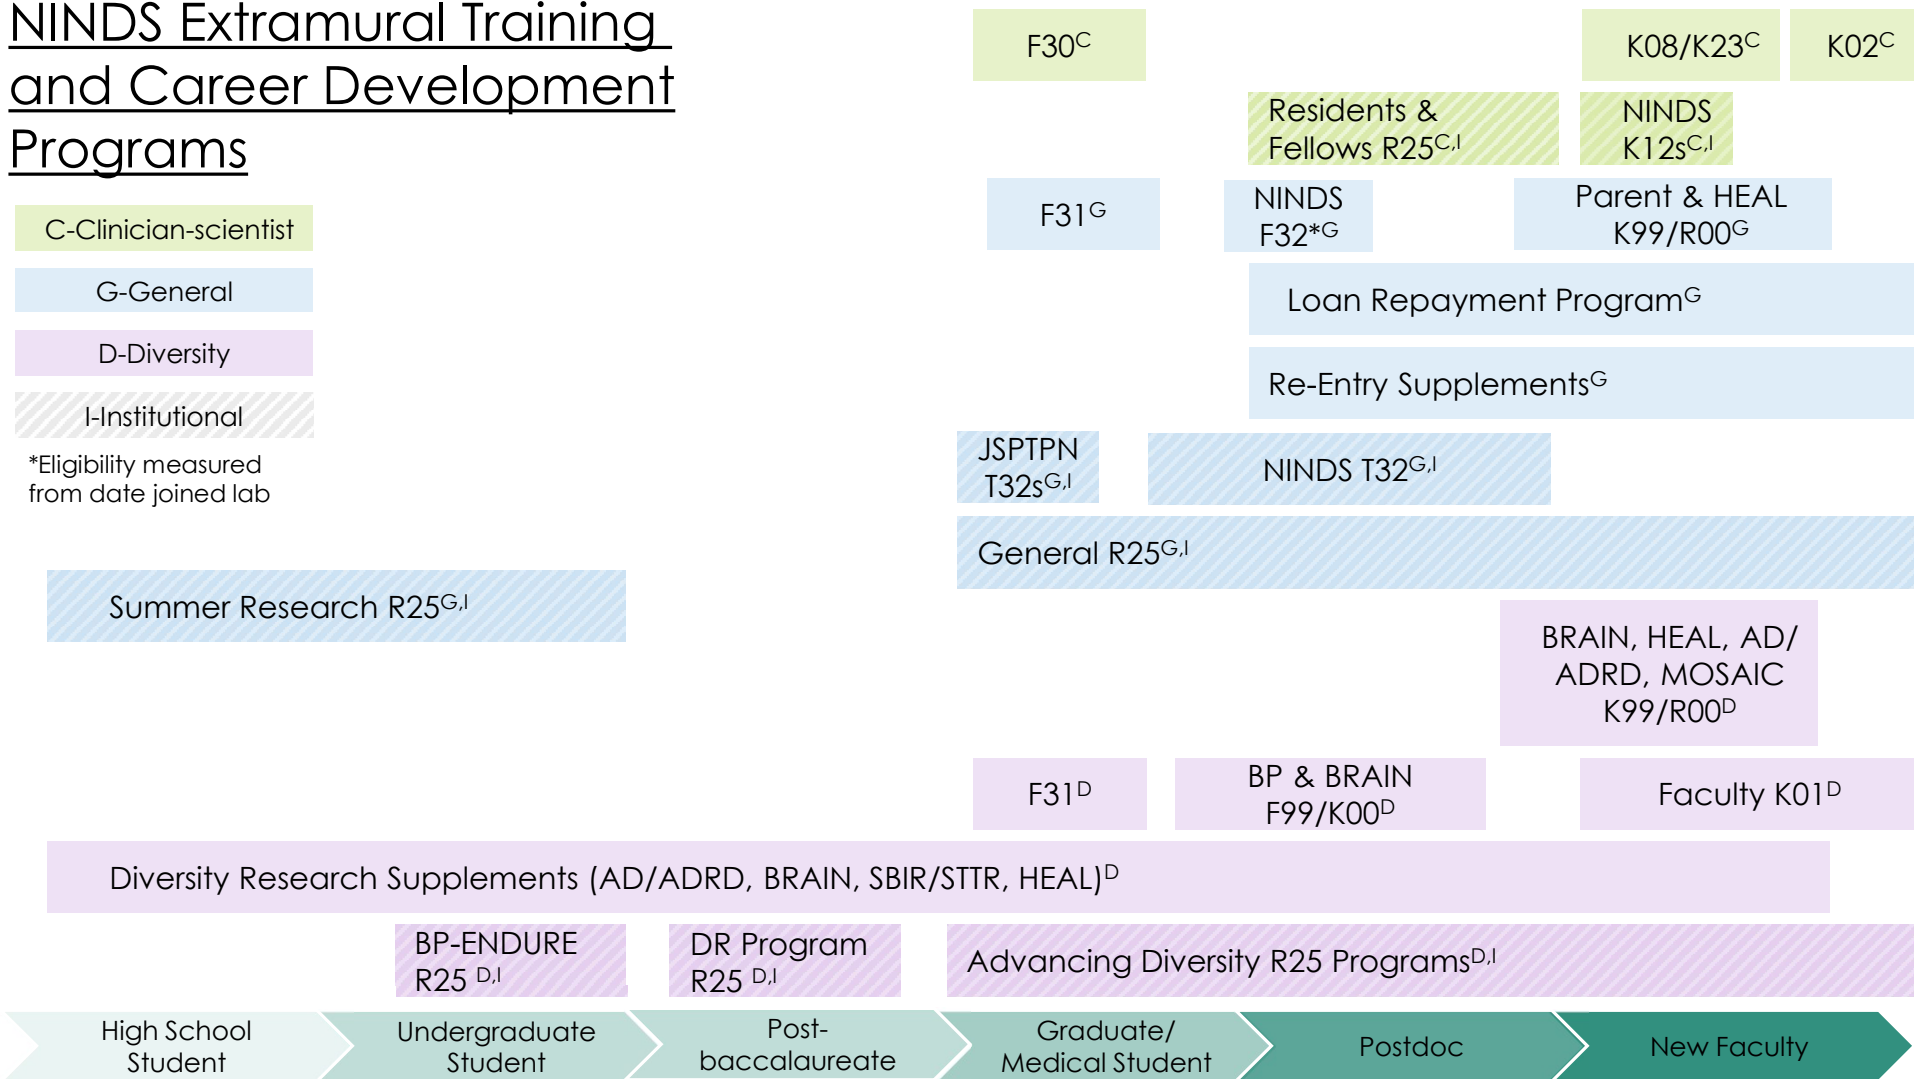 NINDS Extramural Training
and Career Development
Programs
C-Clinician-scientist
G-General
D-Diversity
I-Institutional
*Eligibility measured
from date joined lab
F30C
K08/K23C
K02C
Residents &
Fellows R25C,I
NINDS
K12sC,I
F31G
NINDS
F32*G
Parent & HEAL
K99/R00G
Loan Repayment ProgramG
Re-Entry SupplementsG
JSPTPN
T32sG,I
NINDS T32G,I
General R25G,I
Summer Research R25G,I
BRAIN, HEAL, AD/
ADRD, MOSAIC
K99/R00D
F31D
BP & BRAIN
F99/K00D
Faculty K01D
Diversity Research Supplements (AD/ADRD, BRAIN, SBIR/STTR, HEAL)D
BP-ENDURE
R25 D,I
DR Program
R25 D,I
Advancing Diversity R25 ProgramsD,I
High School
Student
Undergraduate
Student
Post-
baccalaureate
Graduate/
Medical Student
Postdoc
New Faculty